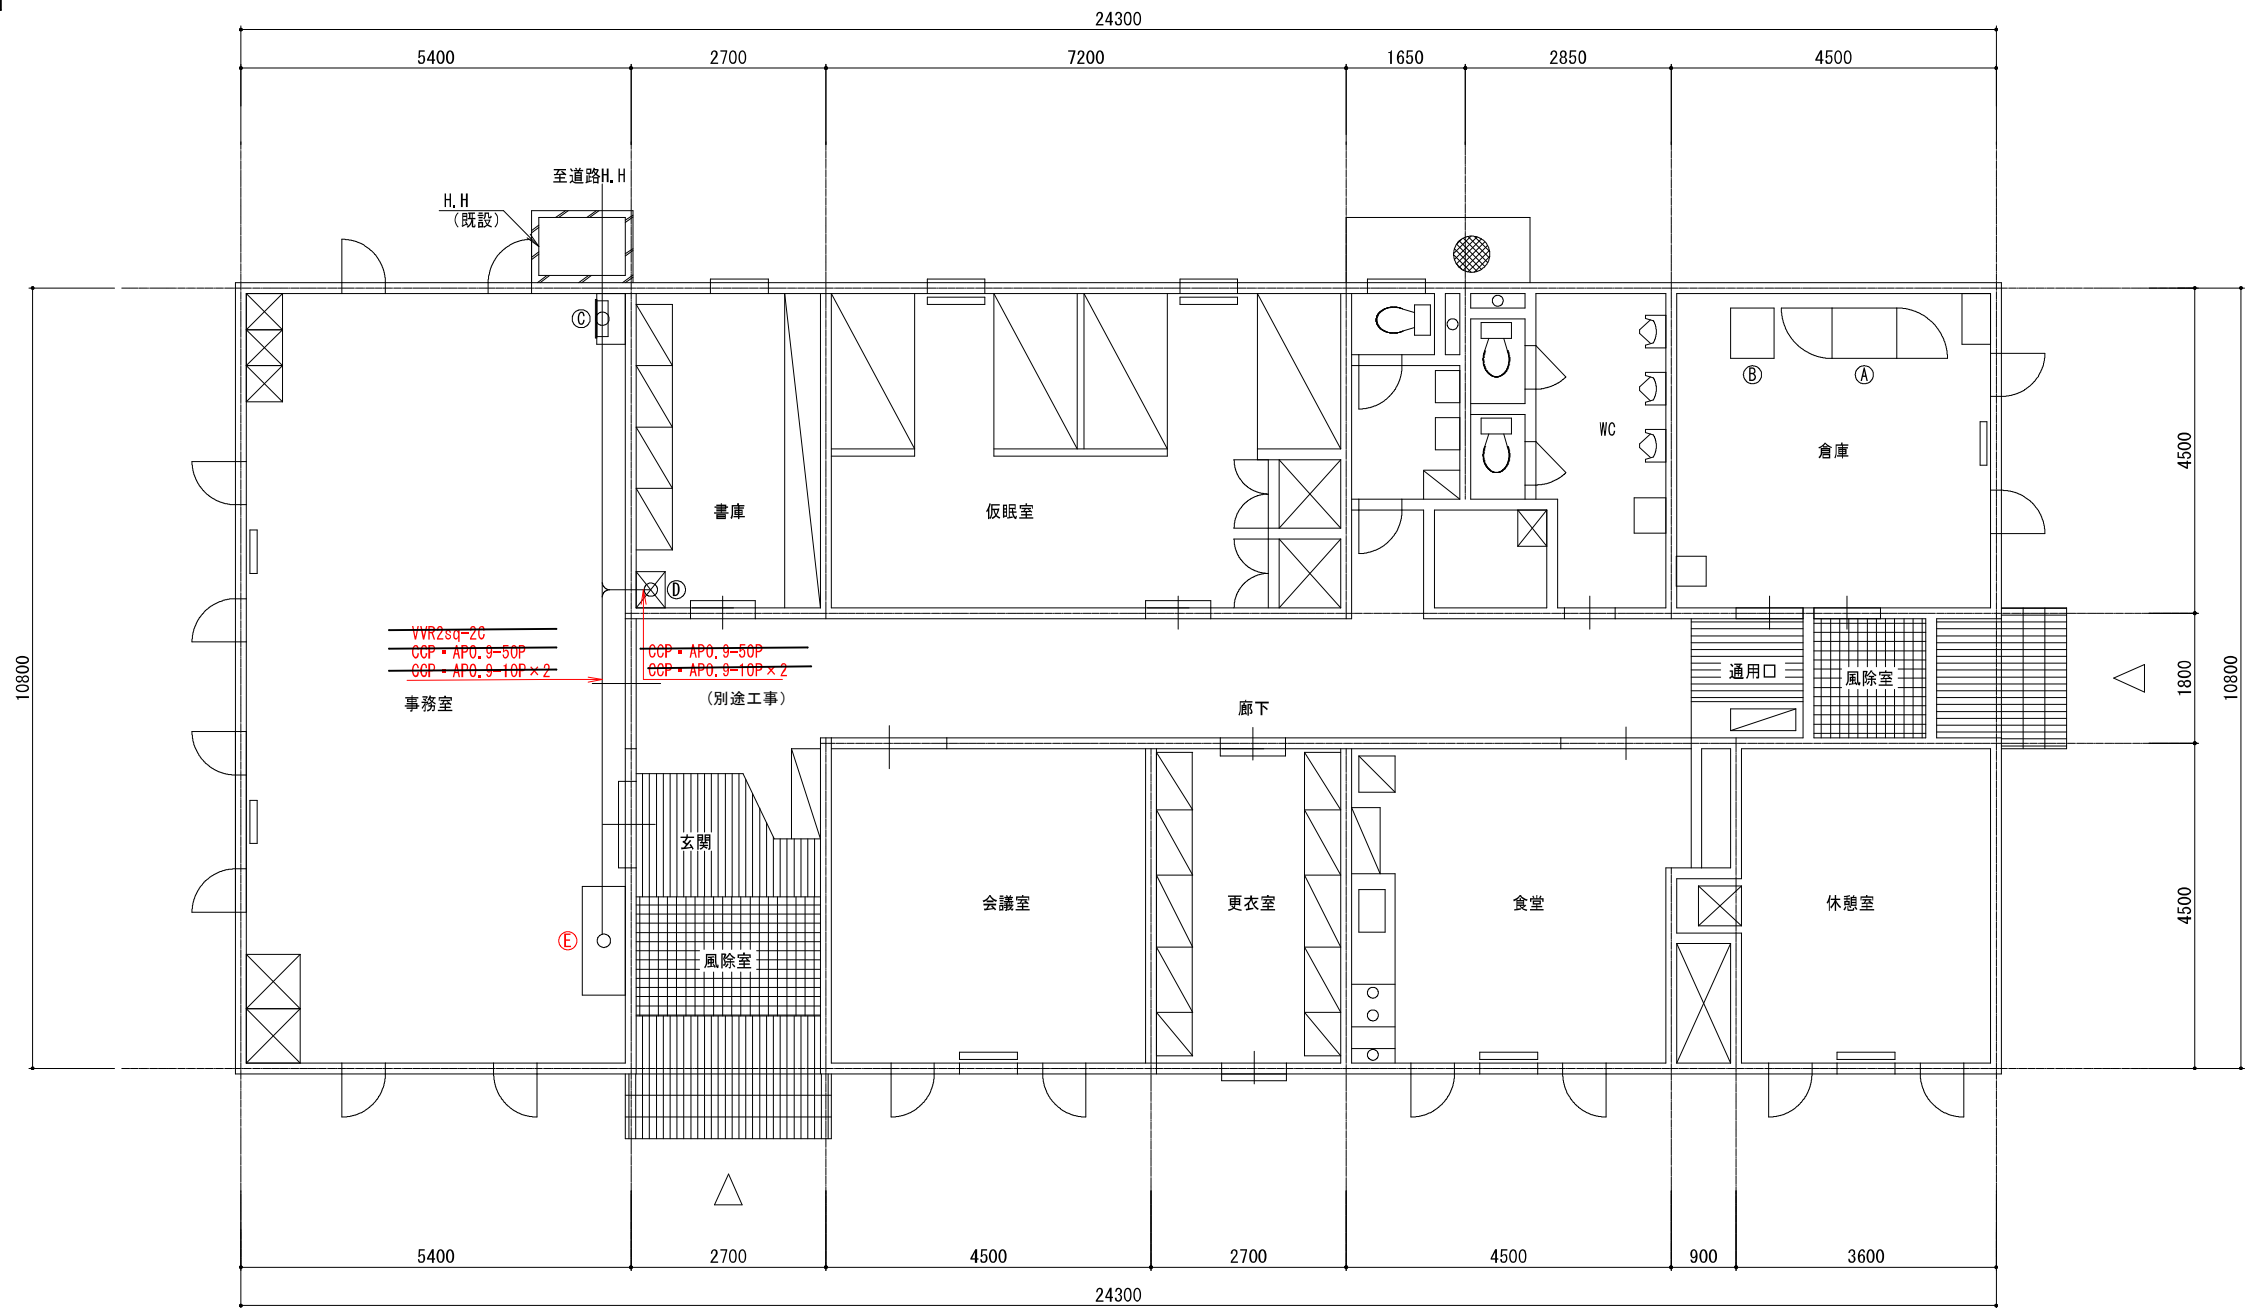 24300
5400 2700 7200 1650 2850 4500
至道路H.H
H.H
(既設)
Ⓒ
Ⓑ Ⓐ
WC
倉庫
4500
書庫
仮眠室
Ⓓ
VVR2sq-2C
CCP・AP0.9-50P
CCP・AP0.9-10P×2
CCP・AP0.9-50P
CCP・AP0.9-10P×2
(別途工事)
事務室
廊下
通用口
風除室
10800
1800
10800
玄関
会議室
更衣室
食堂
休憩室
4500
Ⓔ
風除室
5400 2700 4500 2700 4500 900 3600
24300